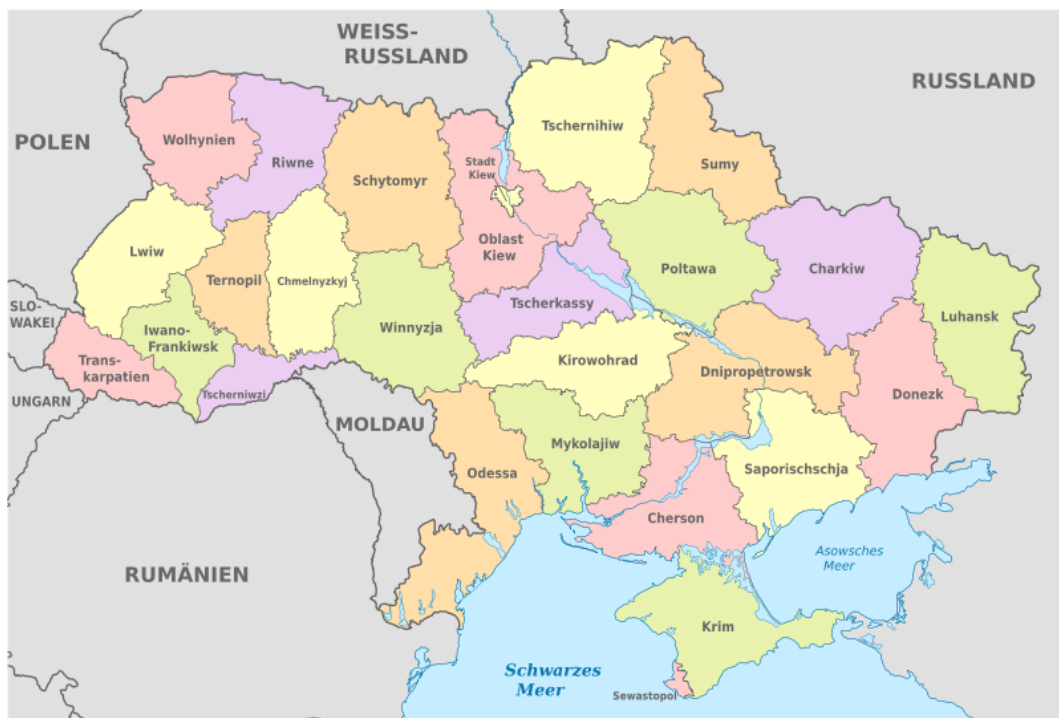 WEISS-
RUSSLAND
RUSSLAND
POLEN
Wolhynien
Riwne
Schytomyr
Stadt
Kiew
Tschernihiw
Sumy
Lwiw
Ternopil
Chmelnyzkyj
Oblast
Kiew
Poltawa
Charkiw
SLO-
WAKEI
Iwano-
Frankiwsk
Winnyzja
Tscherkassy
Luhansk
Trans-
karpatien
Kirowohrad
Dnipropetrowsk
Donezk
UNGARN
Tscherniwzi
MOLDAU
Mykolajiw
Odessa
Saporischschja
Cherson
RUMÄNIEN
Asowsches
Meer
Krim
Schwarzes
Meer
Sewastopol